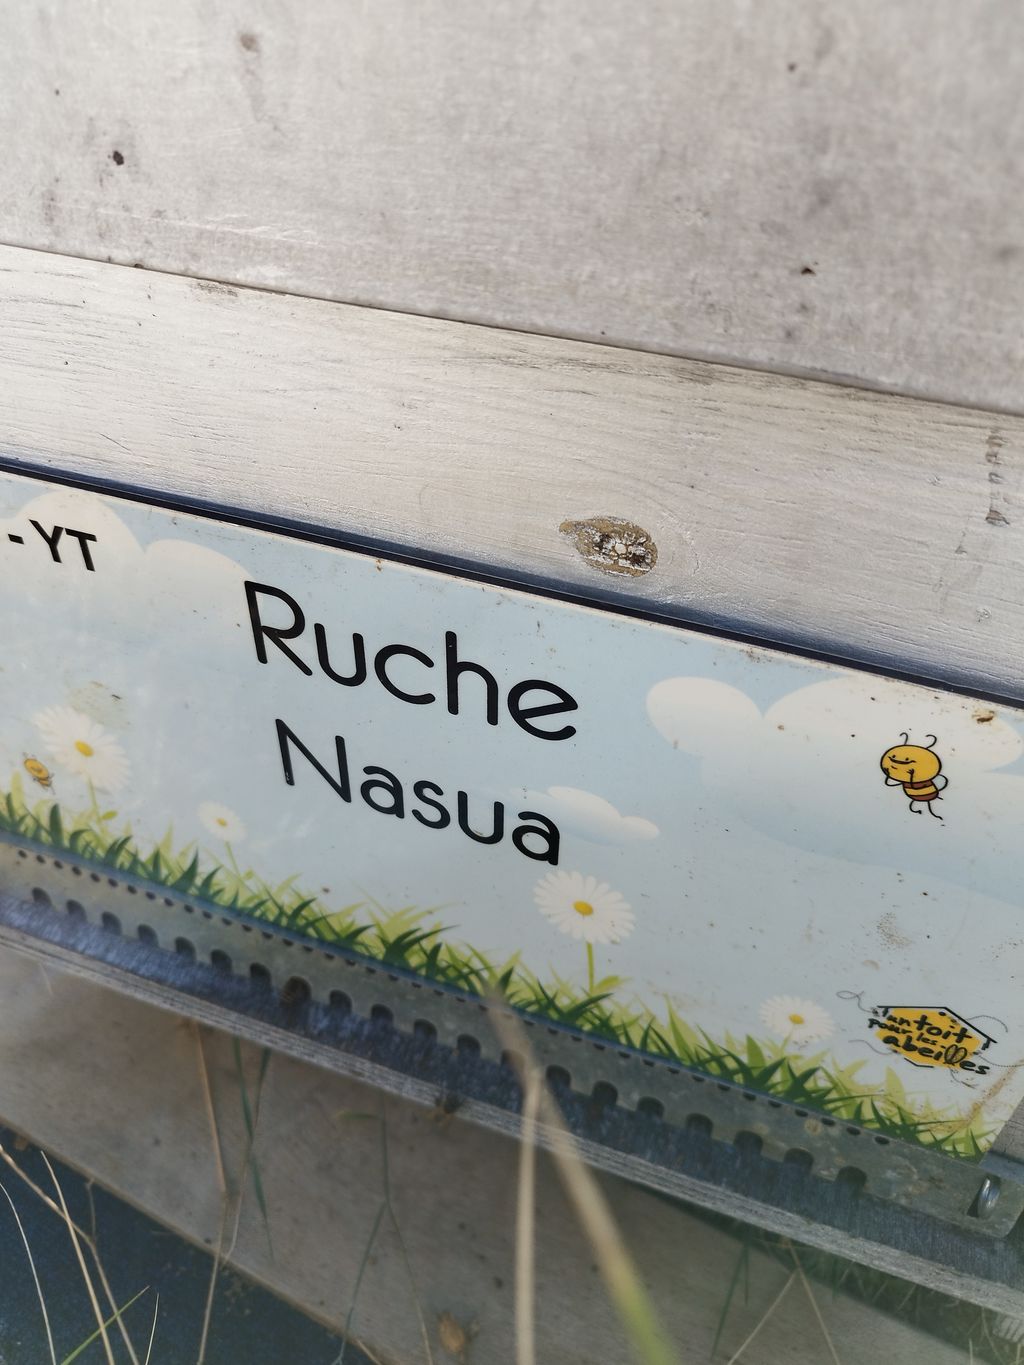 - YT
Ruche
Nasua
un toit
pour les
abeilles